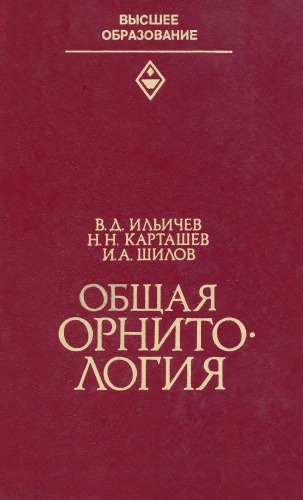 ВЫСШЕЕ
ОБРАЗОВАНИЕ
В. Д. ИЛЬИЧЕВ
Н. Н. КАРТАШЕВ
И. А. ШИЛОВ
ОБЩАЯ
ОРНИТО·
ЛОГИЯ